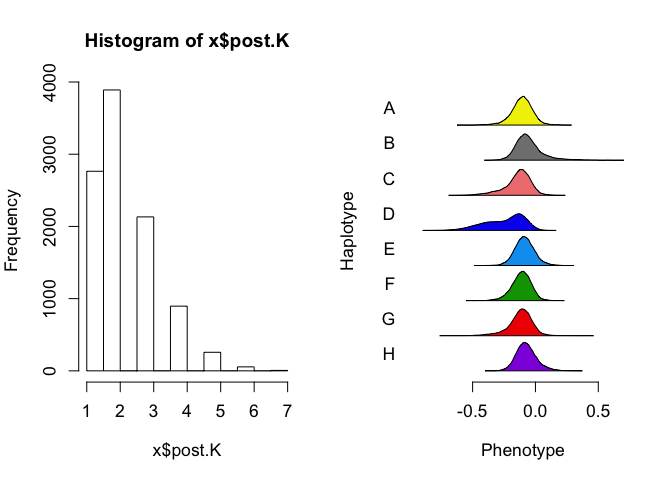 Histogram of x$post.K
Frequency
0
1000
2000
3000
4000
1 2 3 4 5 6 7
x$post.K
Haplotype
A
B
C
D
E
F
G
H
-0.5 0.0 0.5
Phenotype